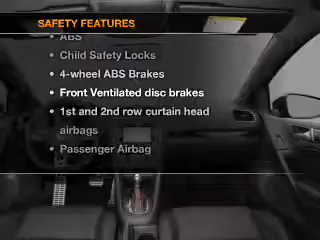 SAFETY FEATURES
• ABS
• Child Safety Locks
• 4-wheel ABS Brakes
• Front Ventilated disc brakes
• 1st and 2nd row curtain head
airbags
• Passenger Airbag